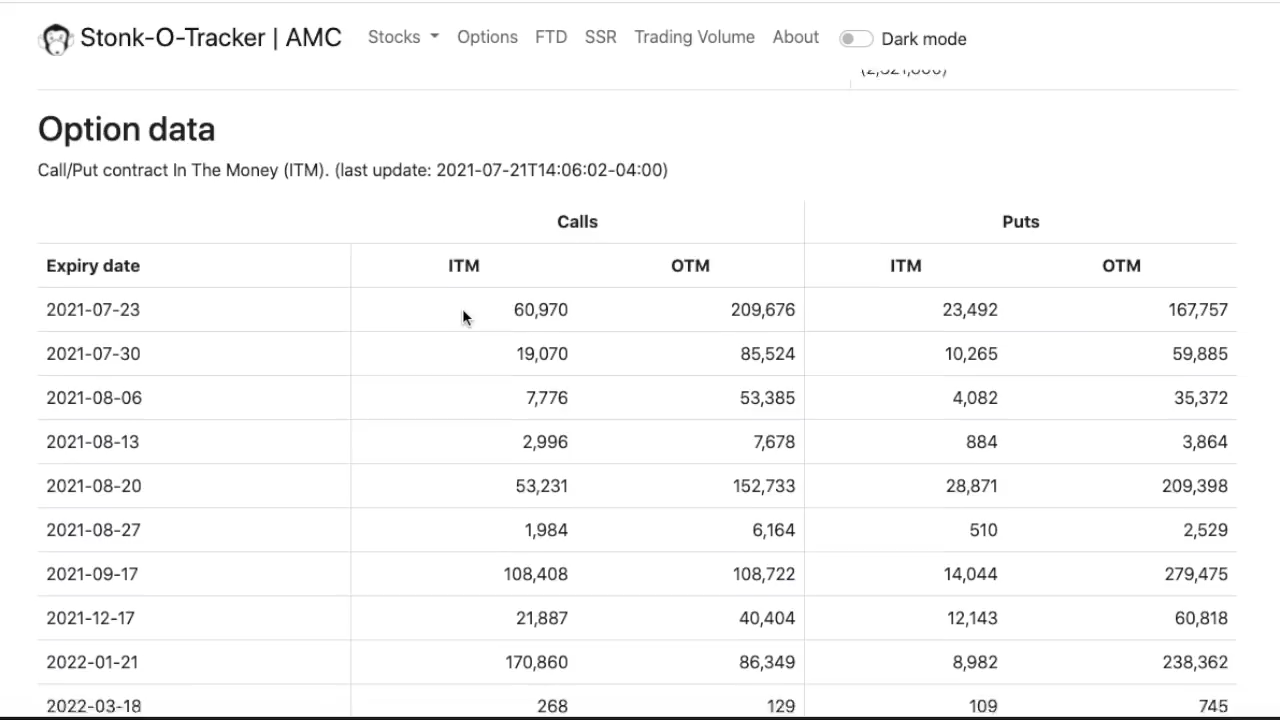 Stonk-O-Tracker | AMC Stocks Options FTD SSR Trading Volume About Dark mode
Option data
Call/Put contract In The Money (ITM). (last update: 2021-07-21T14:06:02-04:00)
Calls Puts
Expiry date ITM OTM ITM OTM
2021-07-23 60,970 209,676 23,492 167,757
2021-07-30 19,070 85,524 10,265 59,885
2021-08-06 7,776 53,385 4,082 35,372
2021-08-13 2,996 7,678 884 3,864
2021-08-20 53,231 152,733 28,871 209,398
2021-08-27 1,984 6,164 510 2,529
2021-09-17 108,408 108,722 14,044 279,475
2021-12-17 21,887 40,404 12,143 60,818
2022-01-21 170,860 86,349 8,982 238,362
2022-03-18 268 129 109 745